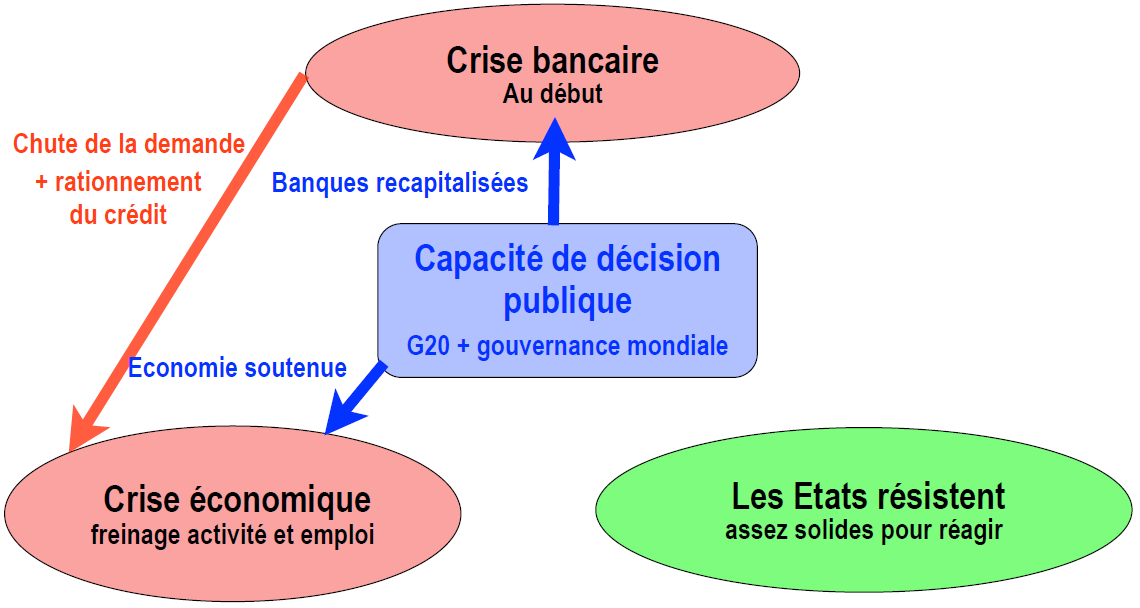 Crise bancaire
Au début
Chute de la demande
+ rationnement
du crédit
Banques recapitalisées
Capacité de décision
publique
G20 + gouvernance mondiale
Economie soutenue
Crise économique
freinage activité et emploi
Les Etats résistent
assez solides pour réagir